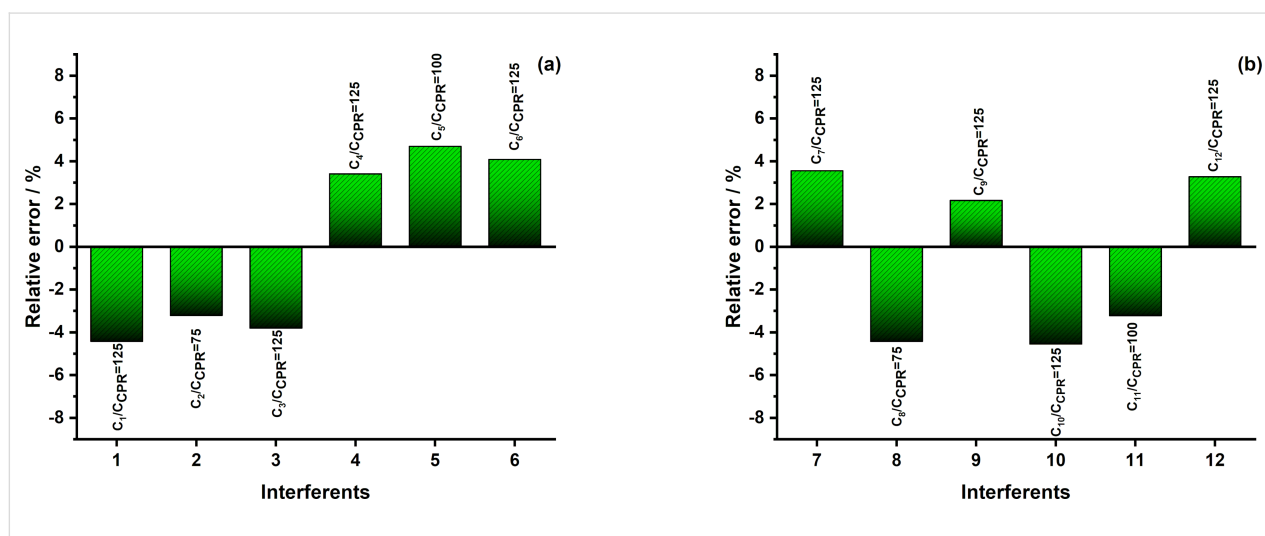 (a)
Relative error / %
8
6
4
2
0
-2
-4
-6
-8
C1/CCPR=125
C2/CCPR=75
C3/CCPR=125
C4/CCPR=125
C5/CCPR=100
C6/CCPR=125
1 2 3 4 5 6
Interferents
(b)
Relative error / %
8
6
4
2
0
-2
-4
-6
-8
C7/CCPR=125
C8/CCPR=75
C9/CCPR=125
C10/CCPR=125
C11/CCPR=100
C12/CCPR=125
7 8 9 10 11 12
Interferents